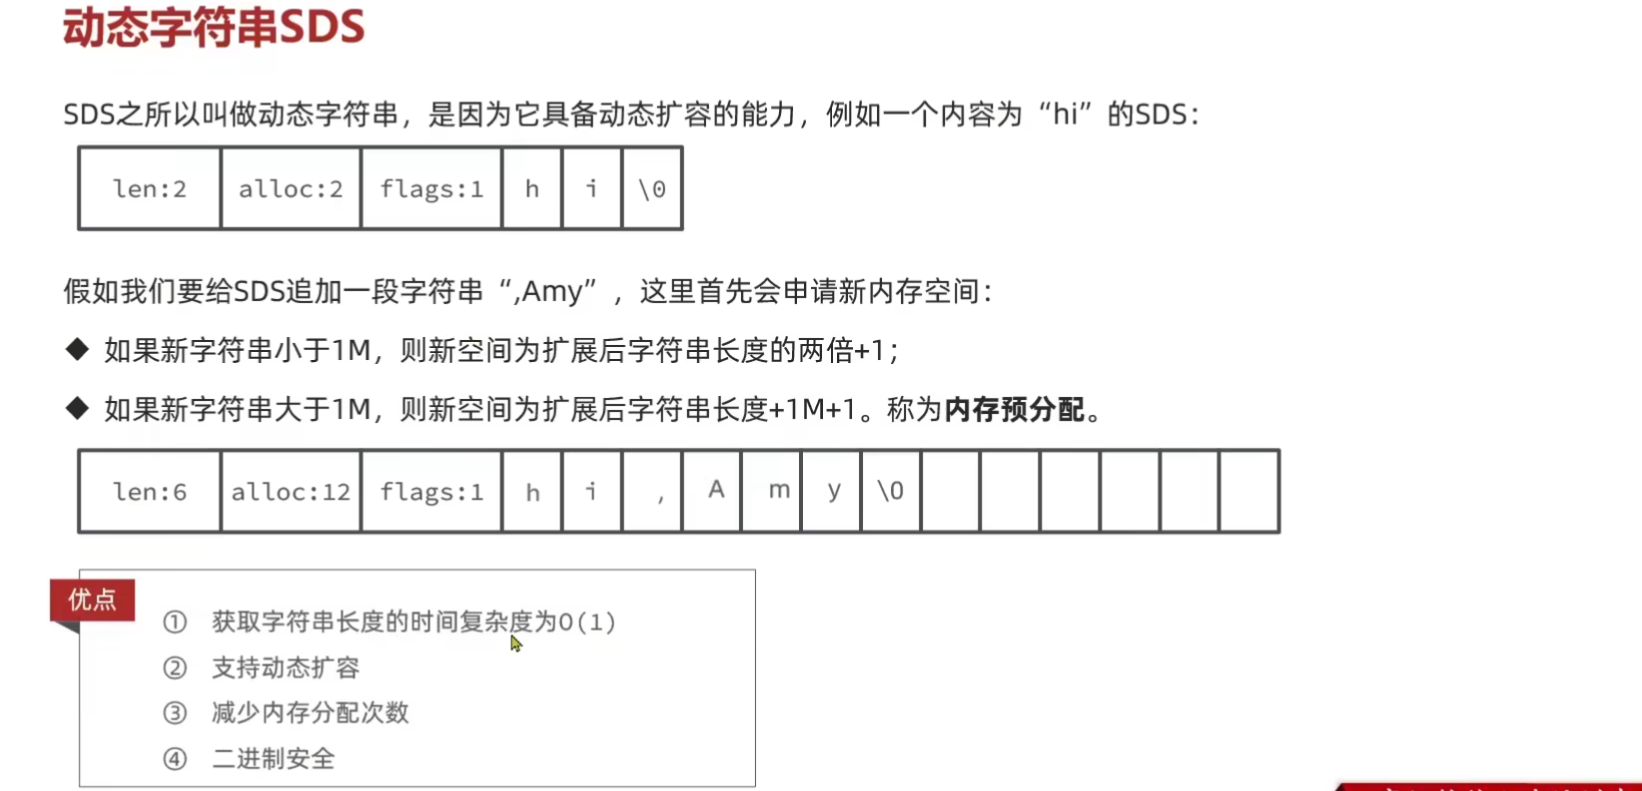 动态字符串SDS
SDS之所以叫做动态字符串，是因为它具备动态扩容的能力，例如一个内容为“hi”的SDS：
len:2 alloc:2 flags:1 h i \0
假如我们要给SDS追加一段字符串“,Amy”，这里首先会申请新内存空间：
◆ 如果新字符串小于1M，则新空间为扩展后字符串长度的两倍+1；
◆ 如果新字符串大于1M，则新空间为扩展后字符串长度+1M+1。称为内存预分配。
len:6 alloc:12 flags:1 h i , A m y \0
优点
① 获取字符串长度的时间复杂度为O(1)
② 支持动态扩容
③ 减少内存分配次数
④ 二进制安全